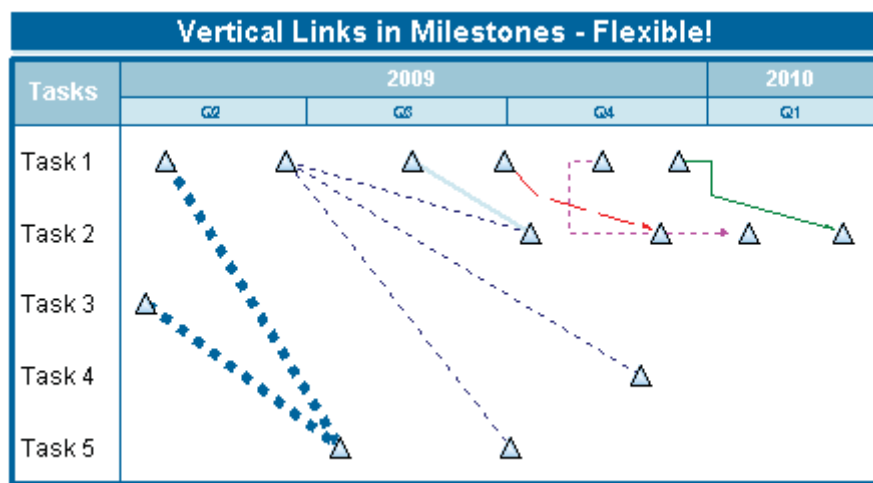 Vertical Links in Milestones - Flexible!
Tasks
2009
2010
Q2
Q3
Q4
Q1
Task 1
Task 2
Task 3
Task 4
Task 5